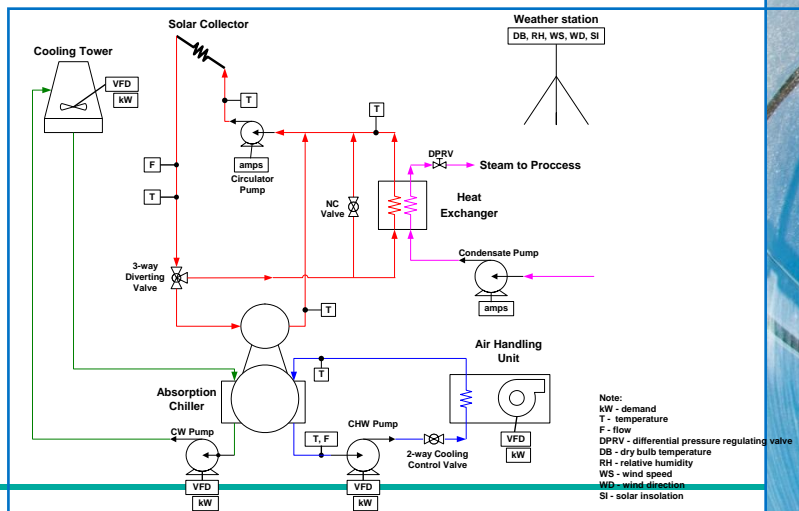 Solar Collector
Weather station
DB, RH, WS, WD, SI
Cooling Tower
VFD
kW
T
T
F
T
amps
Circulator
Pump
DPRV
Steam to Proccess
NC
Valve
Heat
Exchanger
3-way
Diverting
Valve
Condensate Pump
amps
T
Air Handling
Unit
T
Absorption
Chiller
CW Pump
T, F
CHW Pump
2-way Cooling
Control Valve
VFD
kW
VFD
kW
VFD
kW
Note:
kW - demand
T - temperature
F - flow
DPRV - differential pressure regulating valve
DB - dry bulb temperature
RH - relative humidity
WS - wind speed
WD - wind direction
SI - solar insolation